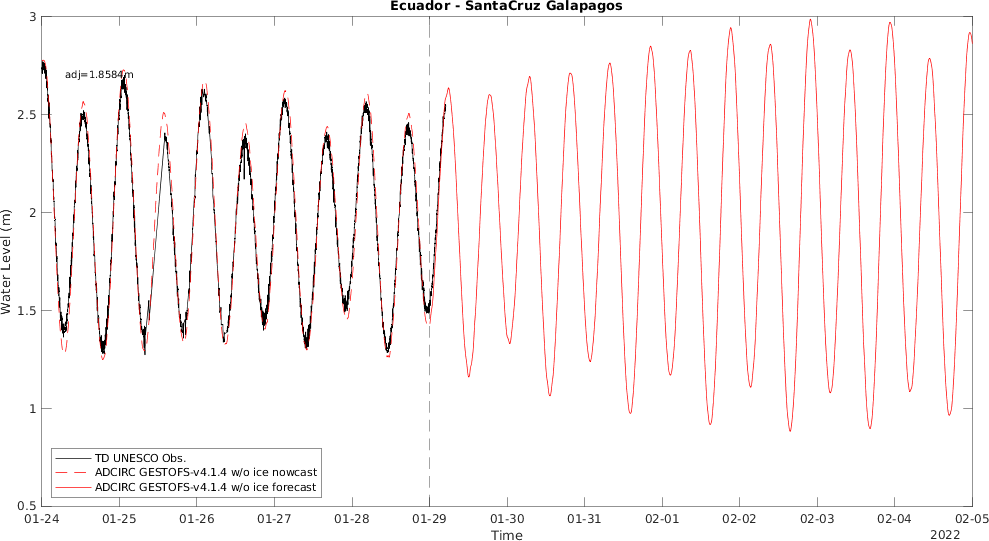 Ecuador - SantaCruz Galapagos
3
adj=1.8584m
2.5
2
Water Level (m)
1.5
1
TD UNESCO Obs.
ADCIRC GESTOFS-v4.1.4 w/o ice nowcast
ADCIRC GESTOFS-v4.1.4 w/o ice forecast
0.5
01-24 01-25 01-26 01-27 01-28 01-29 01-30 01-31 02-01 02-02 02-03 02-04 02-05
Time
2022